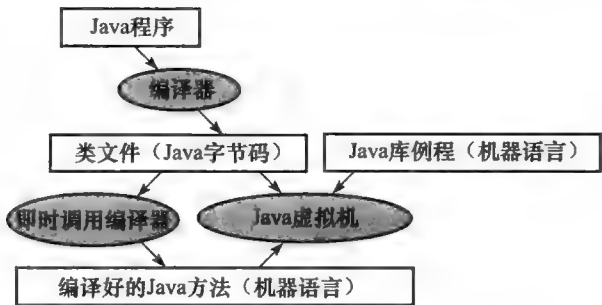 Java程序
编译器
类文件（Java字节码） Java库例程（机器语言）
即时调用编译器 Java虚拟机
编译好的Java方法（机器语言）